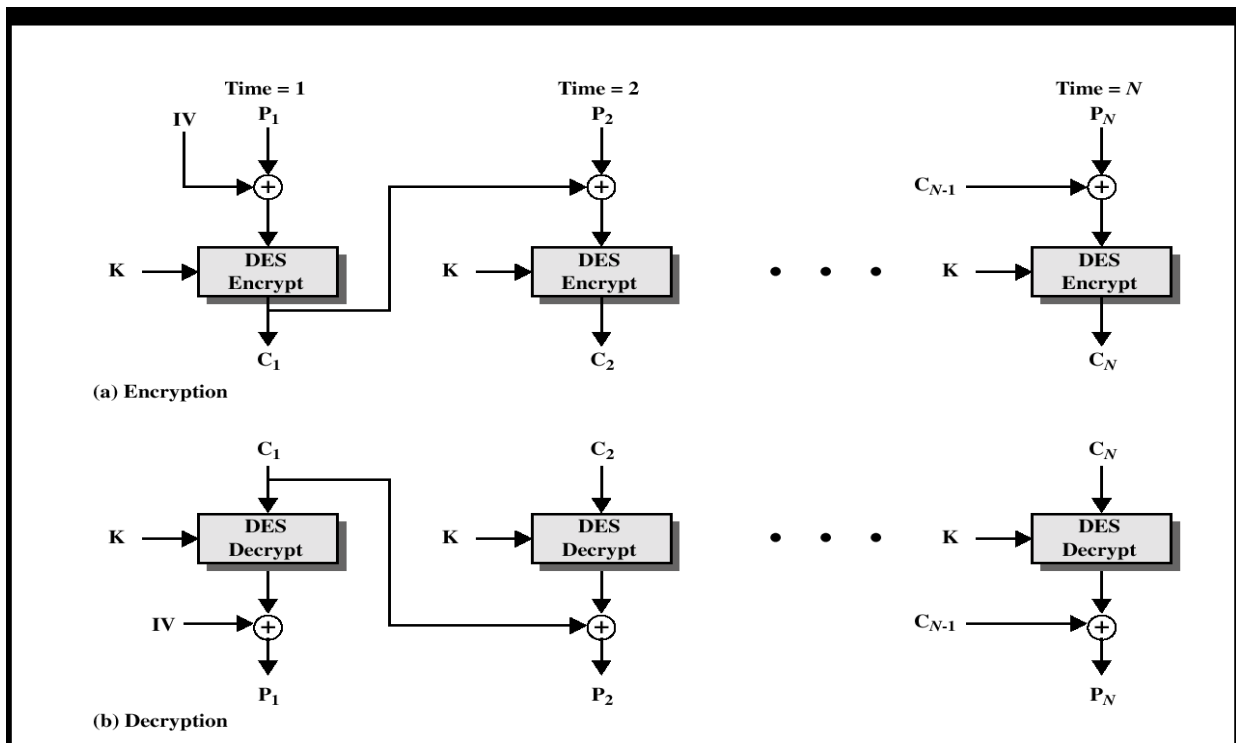 Time = 1 Time = 2 Time = N
IV P1 P2 PN
CN-1
K DES Encrypt K DES Encrypt K DES Encrypt
C1 C2 CN
(a) Encryption
C1 C2 CN
K DES Decrypt K DES Decrypt K DES Decrypt
IV CN-1
P1 P2 PN
(b) Decryption